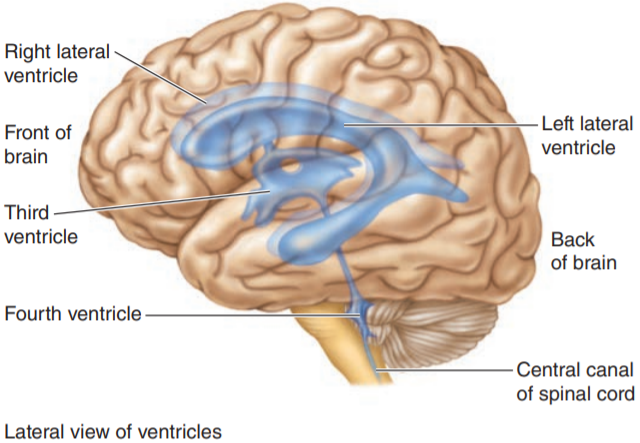 Right lateral
ventricle
Front of
brain
Third
ventricle
Fourth ventricle
Left lateral
ventricle
Back
of brain
Central canal
of spinal cord
Lateral view of ventricles